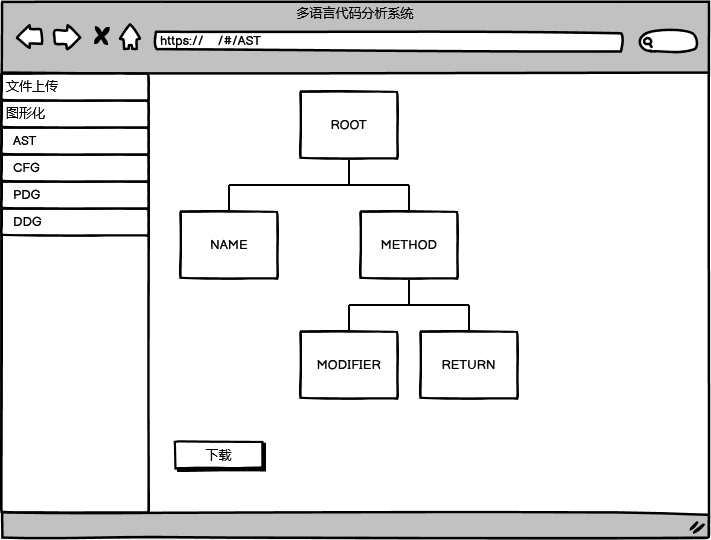 多语言代码分析系统
https://    /#/AST
文件上传
图形化
AST
CFG
PDG
DDG
ROOT
NAME
METHOD
MODIFIER
RETURN
下载